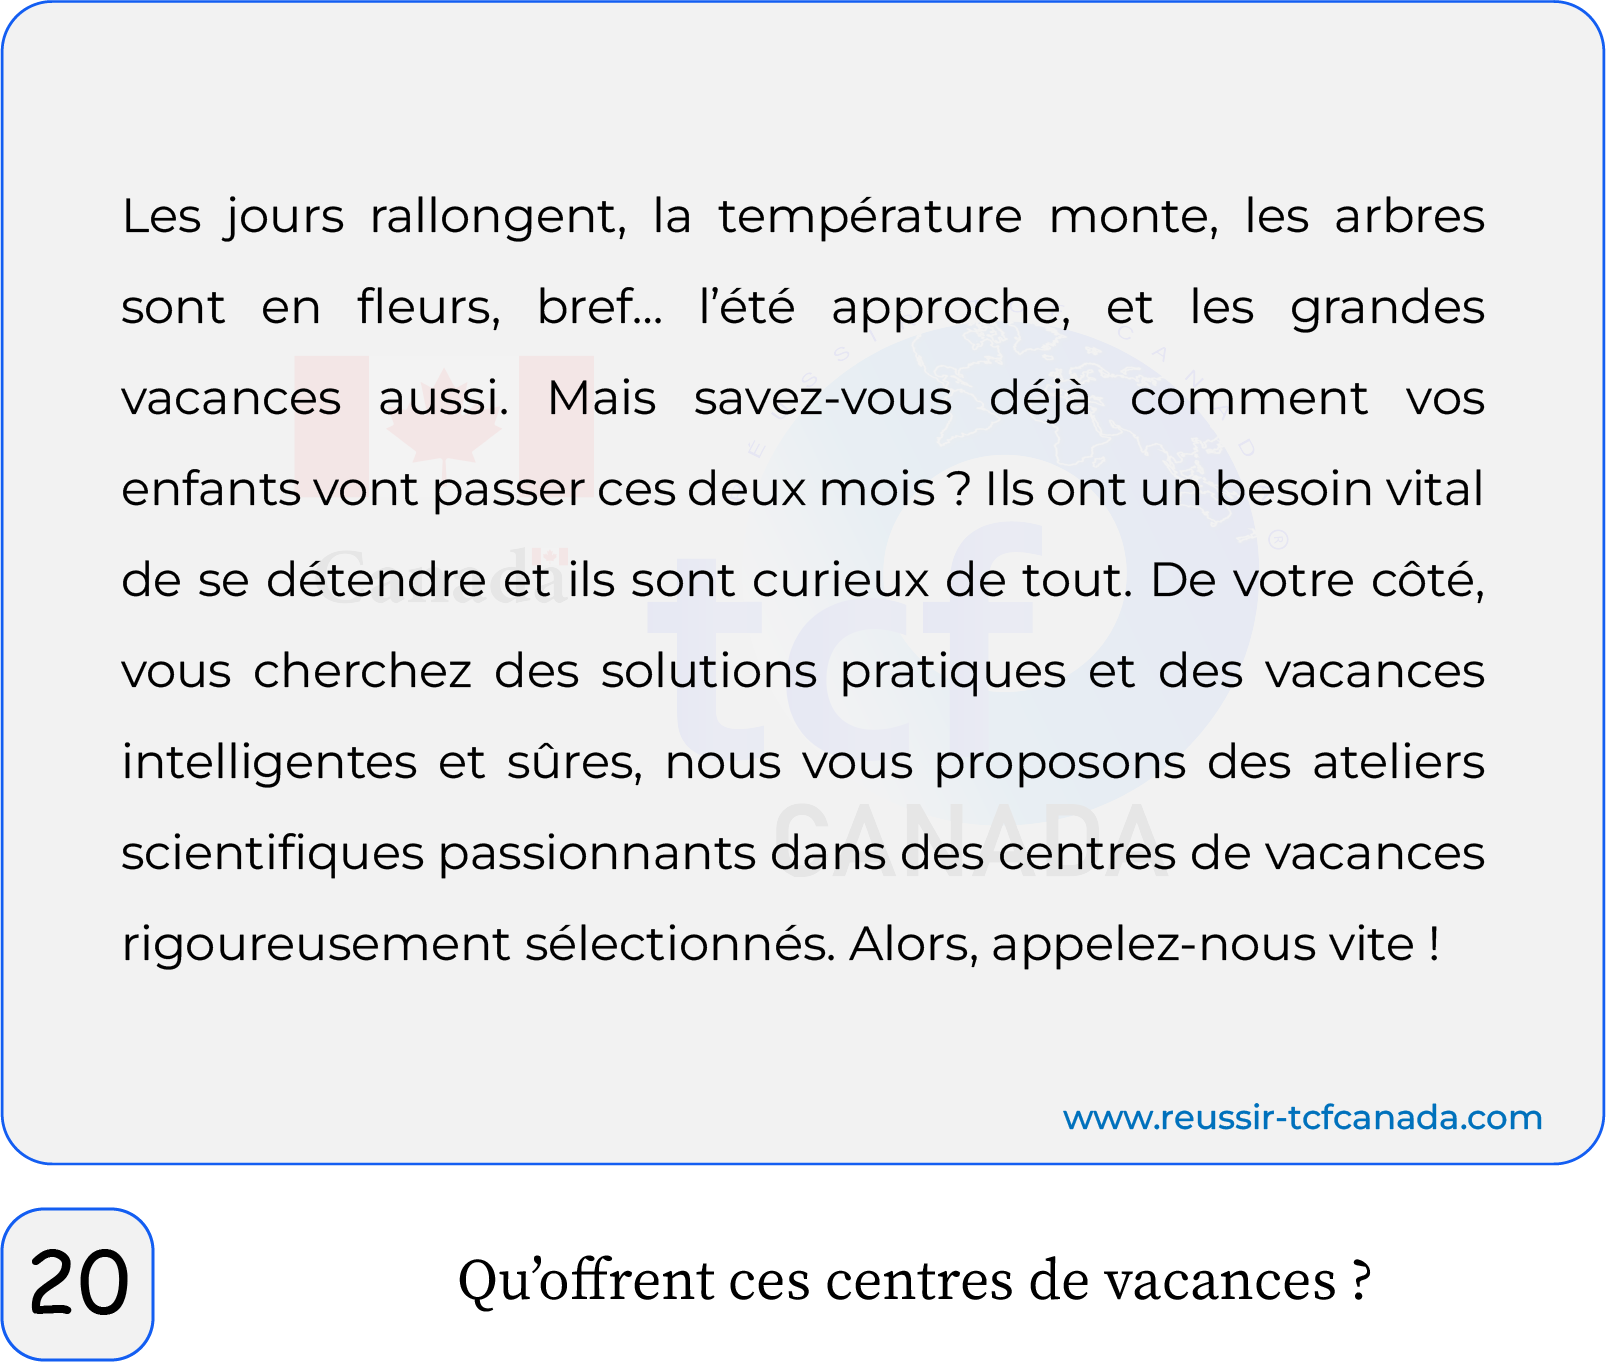 Les jours rallongent, la température monte, les arbres
sont en fleurs, bref... l’été approche, et les grandes
vacances aussi. Mais savez-vous déjà comment vos
enfants vont passer ces deux mois ? Ils ont un besoin vital
de se détendre et ils sont curieux de tout. De votre côté,
vous cherchez des solutions pratiques et des vacances
intelligentes et sûres, nous vous proposons des ateliers
scientifiques passionnants dans des centres de vacances
rigoureusement sélectionnés. Alors, appelez-nous vite !
Canada
tcf
CANADA
www.reussir-tcfcanada.com
20
Qu’offrent ces centres de vacances ?